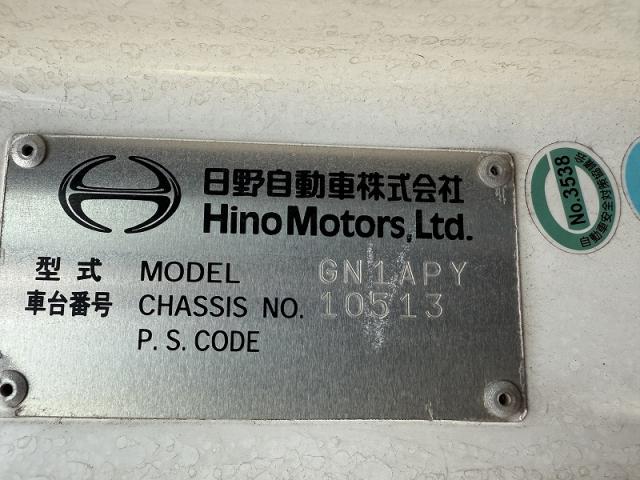 日野自動車株式会社
Hino Motors, Ltd.
型式 MODEL GN1APY
車台番号 CHASSIS NO. 10513
P.S. CODE
No.3538